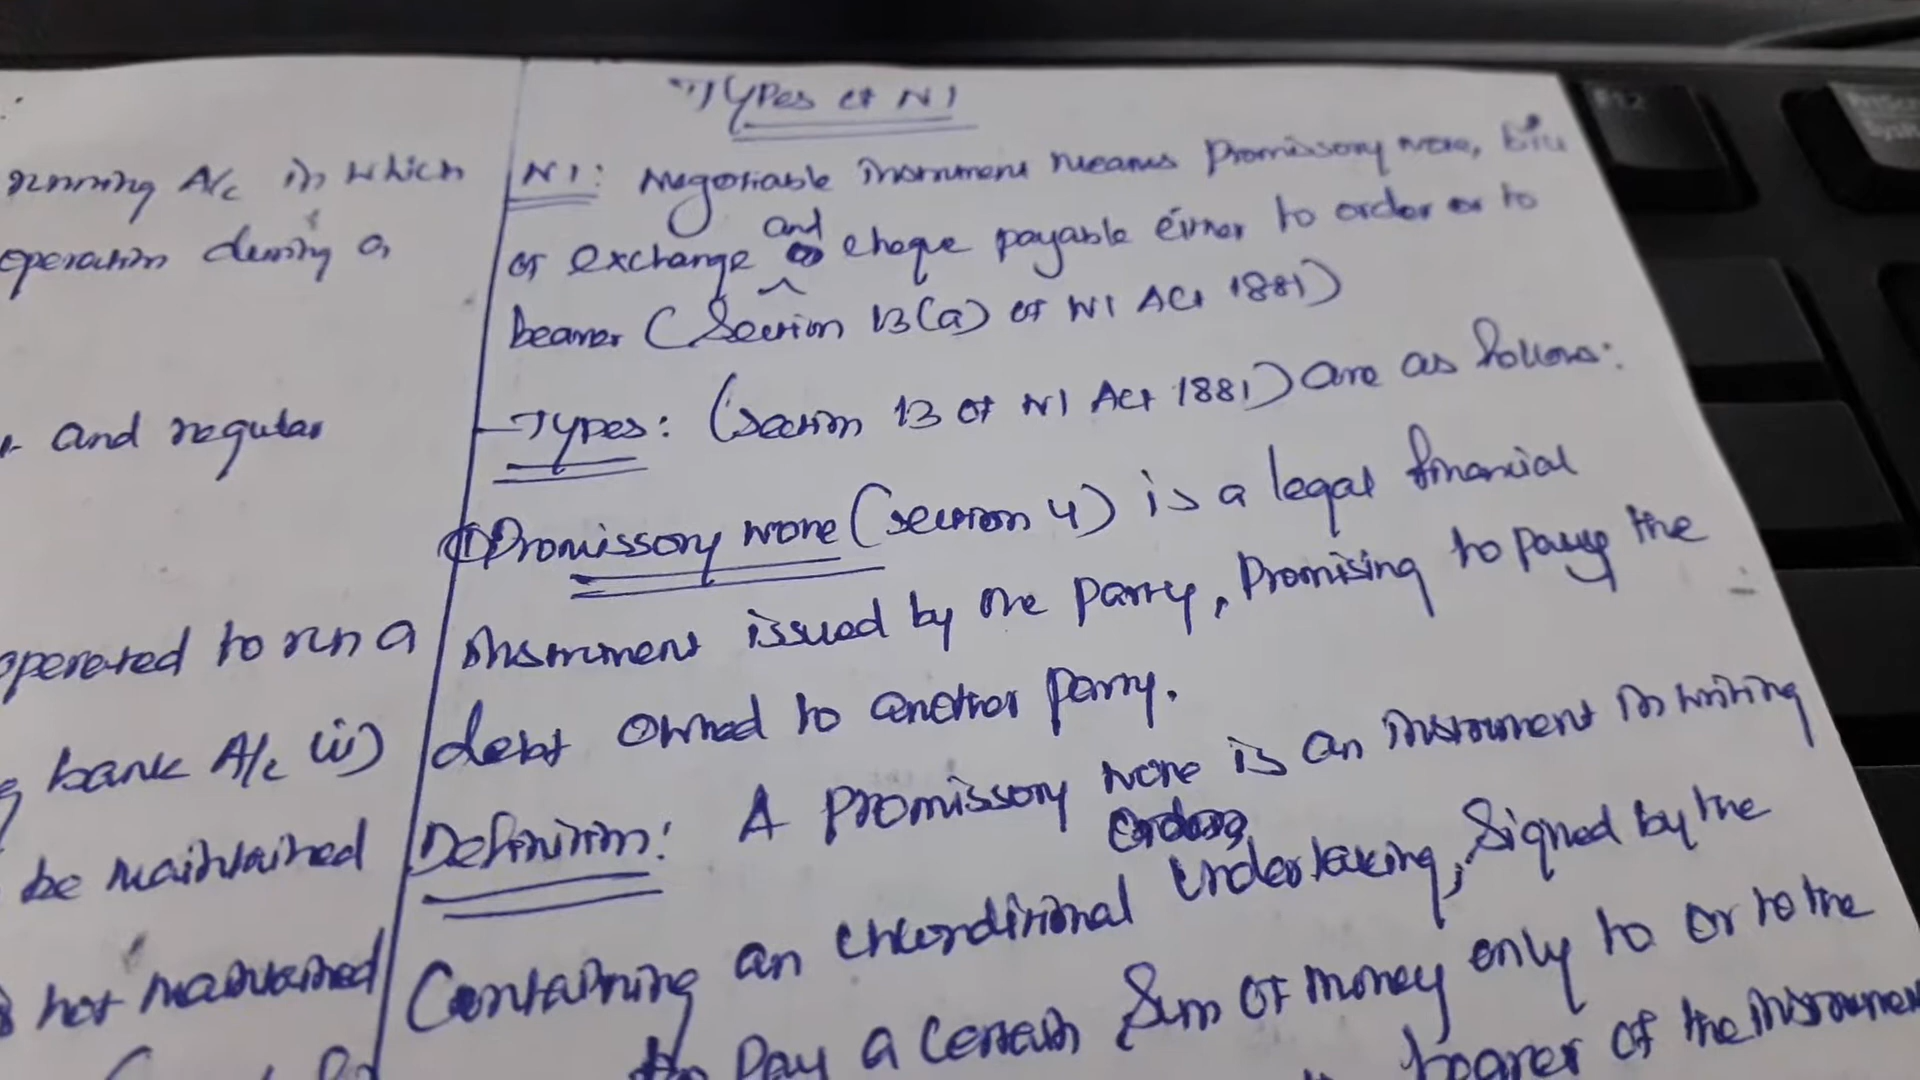 running A/c in which
operation during a
and regular
operated to run a
bank A/c (ii)
be maintained
not maintained
Types of NI
NI: Negotiable instrument means Promissory note, bill
of exchange and cheque payable either to order or to
bearer (Section 13(a) of NI Act 1881)
Types: (Section 13 of NI Act 1881) are as follows:
① Promissory note (section 4) is a legal financial
instrument issued by one party, Promising to pay the
debt owned to another party.
Definition: A promissory note is an instrument in writing
Containing an unconditional undertaking, signed by the
to pay a certain sum of money only to or to the
bearer of the instrument
F12
PrtScrn
SysRq